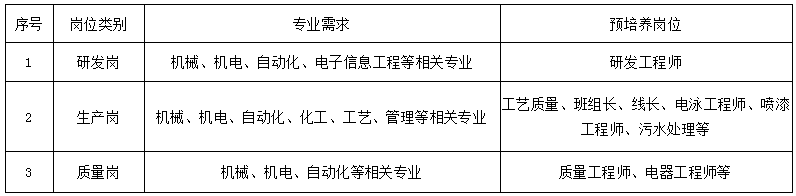 序号 岗位类别 专业需求 预培养岗位
1 研发岗 机械、机电、自动化、电子信息工程等相关专业 研发工程师
2 生产岗 机械、机电、自动化、化工、工艺、管理等相关专业 工艺质量、班组长、线长、电泳工程师、喷漆
工程师、污水处理等
3 质量岗 机械、机电、自动化等相关专业 质量工程师、电器工程师等